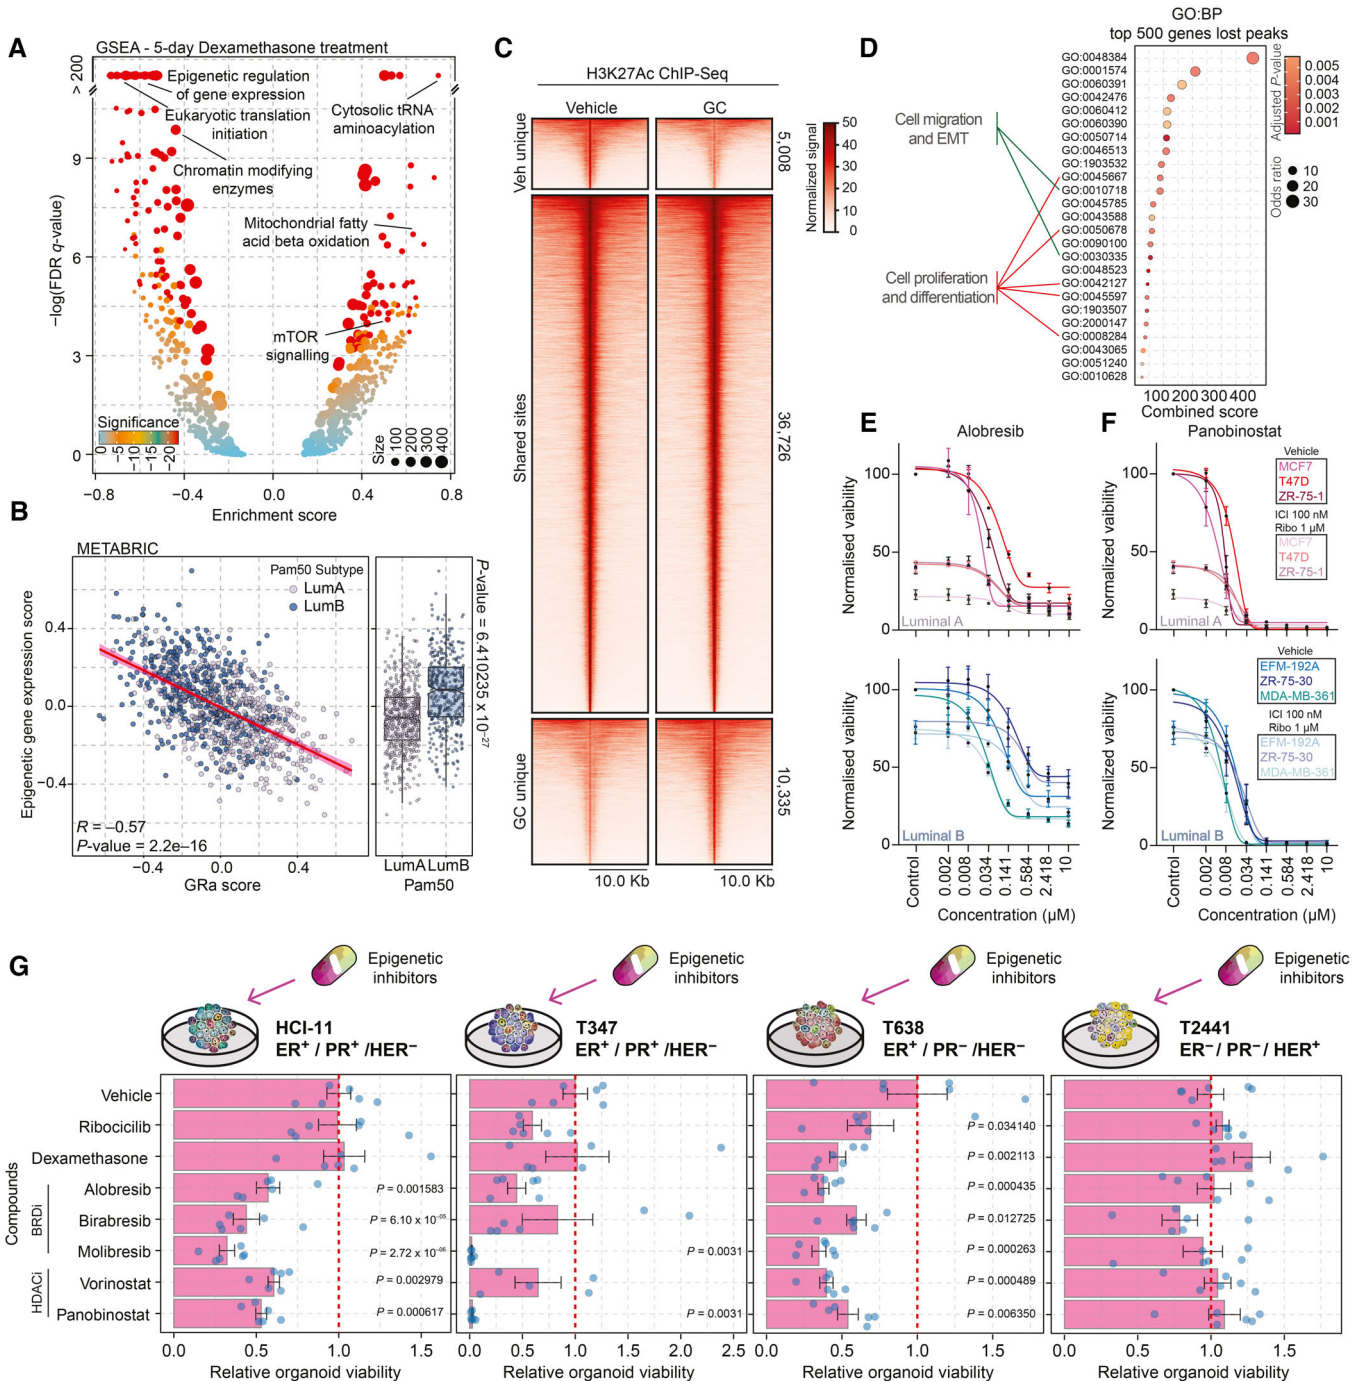 A
GSEA - 5-day Dexamethasone treatment
> 200
9
6
3
0
−log(FDR q-value)
Epigenetic regulation
of gene expression
Eukaryotic translation
initiation
Cytosolic tRNA
aminoacylation
Chromatin modifying
enzymes
Mitochondrial fatty
acid beta oxidation
mTOR
signalling
Significance
0
−5
−10
−15
−20
Size
100
200
300
400
−0.8
−0.4
0.0
0.4
0.8
Enrichment score
B
METABRIC
Pam50 Subtype
LumA
LumB
Epigenetic gene expression score
0.4
0.0
−0.4
R = −0.57
P-value = 2.2e−16
−0.4
0.0
0.4
GRa score
P-value = 6.410235 x 10−27
LumA LumB
Pam50
C
H3K27Ac ChIP-Seq
Vehicle
GC
Veh unique
Shared sites
GC unique
5,008
36,726
10,335
10.0 Kb
10.0 Kb
Normalized signal
50
40
30
20
10
0
D
GO:BP
top 500 genes lost peaks
Cell migration
and EMT
Cell proliferation
and differentiation
GO:0048384
GO:0001574
GO:0060391
GO:0042476
GO:0060412
GO:0060390
GO:0050714
GO:0046513
GO:1903532
GO:0045667
GO:0010718
GO:0045785
GO:0043588
GO:0050678
GO:0090100
GO:0030335
GO:0048523
GO:0042127
GO:0045597
GO:1903507
GO:2000147
GO:0008284
GO:0043065
GO:0051240
GO:0010628
100 200 300 400
Combined score
Adjusted P-value
0.005
0.004
0.003
0.002
0.001
Odds ratio
10
20
30
E
Alobresib
Normalised vaibility
100
50
0
Luminal A
Normalised vaibility
100
50
0
Luminal B
Control
0.002
0.008
0.034
0.141
0.584
2.418
10
Concentration (µM)
F
Panobinostat
Normalized vaibility
100
50
0
Luminal A
Vehicle
MCF7
T47D
ZR-75-1
ICI 100 nM
Ribo 1 µM
MCF7
T47D
ZR-75-1
Normalized vaibility
100
50
0
Luminal B
Vehicle
EFM-192A
ZR-75-30
MDA-MB-361
ICI 100 nM
Ribo 1 µM
EFM-192A
ZR-75-30
MDA-MB-361
Control
0.002
0.008
0.034
0.141
0.584
2.418
10
Concentration (µM)
G
Epigenetic
inhibitors
HCI-11
ER+ / PR+ /HER−
Epigenetic
inhibitors
T347
ER+ / PR+ /HER−
Epigenetic
inhibitors
T638
ER+ / PR− /HER−
Epigenetic
inhibitors
T2441
ER−/ PR−/ HER+
Compounds
BRDi
HDACi
Vehicle
Ribocicilib
Dexamethasone
Alobresib
Birabresib
Molibresib
Vorinostat
Panobinostat
P = 0.001583
P = 6.10 x 10−05
P = 2.72 x 10−06
P = 0.002979
P = 0.000617
0.0 0.5 1.0 1.5
Relative organoid viability
P = 0.0031
P = 0.0031
0.0 0.5 1.0 1.5 2.0 2.5
Relative organoid viability
P = 0.034140
P = 0.002113
P = 0.000435
P = 0.012725
P = 0.000263
P = 0.000489
P = 0.006350
0.0 0.5 1.0 1.5
Relative organoid viability
0.0 0.5 1.0 1.5
Relative organoid viability